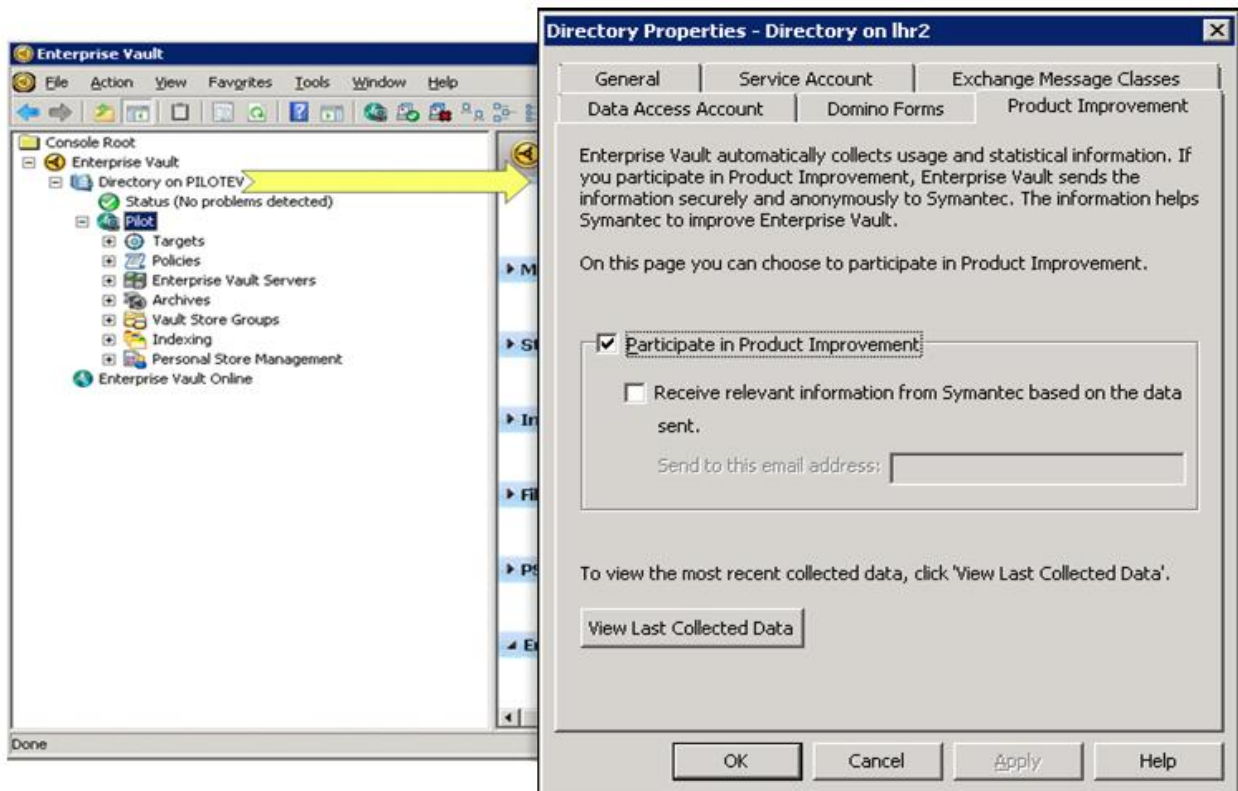 Enterprise Vault
File Action View Favorites Tools Window Help
Console Root
Enterprise Vault
Directory on PILOTEV
Status (No problems detected)
Pilot
Targets
Policies
Enterprise Vault Servers
Archives
Vault Store Groups
Indexing
Personal Store Management
Enterprise Vault Online
M
St
In
Fil
PS
E
Done
Directory Properties - Directory on lhr2
General Service Account Exchange Message Classes
Data Access Account Domino Forms Product Improvement
Enterprise Vault automatically collects usage and statistical information. If
you participate in Product Improvement, Enterprise Vault sends the
information securely and anonymously to Symantec. The information helps
Symantec to improve Enterprise Vault.
On this page you can choose to participate in Product Improvement.
Participate in Product Improvement
Receive relevant information from Symantec based on the data
sent.
Send to this email address:
To view the most recent collected data, click 'View Last Collected Data'.
View Last Collected Data
OK Cancel Apply Help